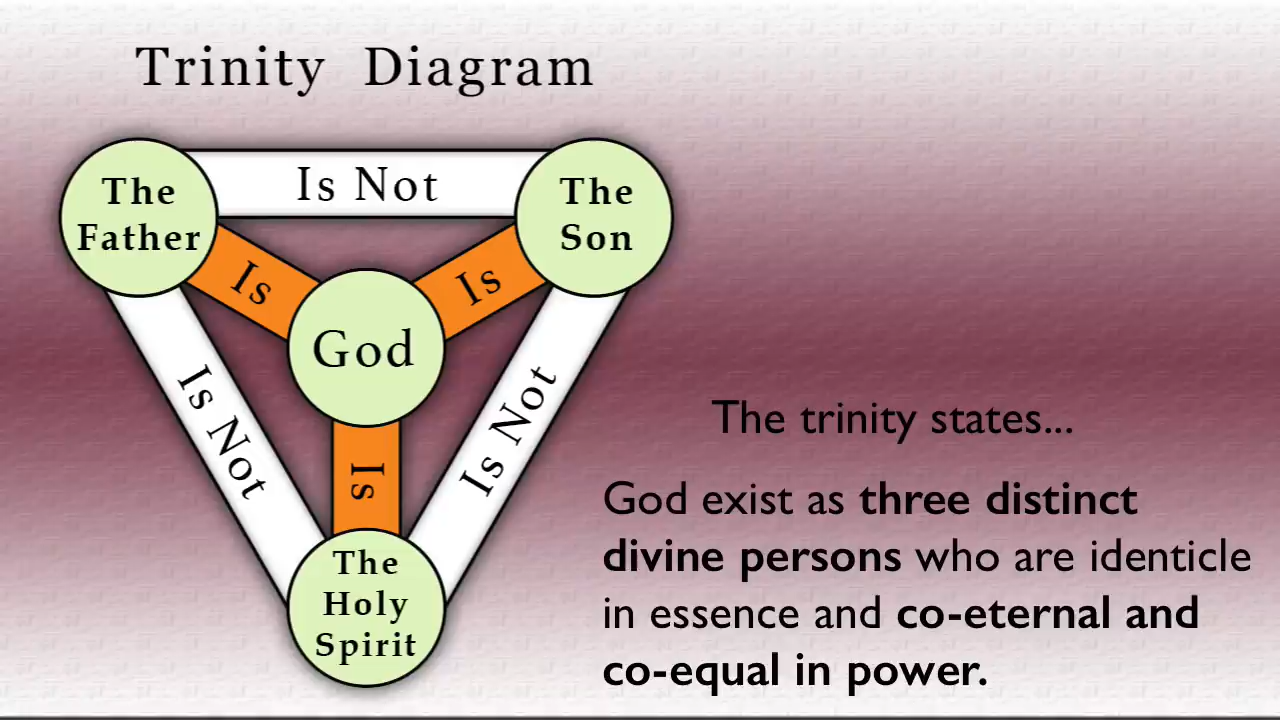 Trinity Diagram
The
Father
Is Not
The
Son
Is
Is
God
Is Not
Is Not
Is
The
Holy
Spirit
The trinity states...
God exist as three distinct
divine persons who are identicle
in essence and co-eternal and
co-equal in power.